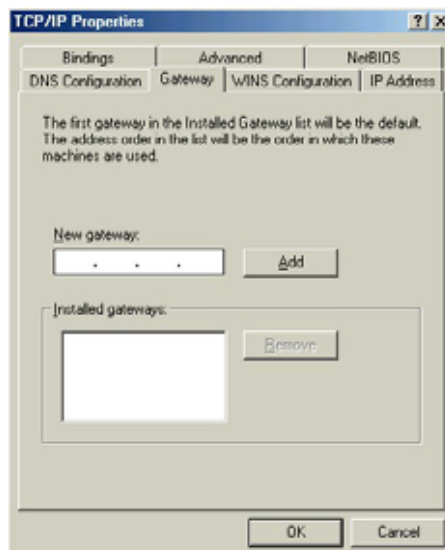 TCP/IP Properties
Bindings Advanced NetBIOS
DNS Configuration Gateway WINS Configuration IP Address
The first gateway in the Installed Gateway list will be the default.
The address order in the list will be the order in which these
machines are used.
New gateway:
. . . Add
Installed gateways:
Remove
OK Cancel